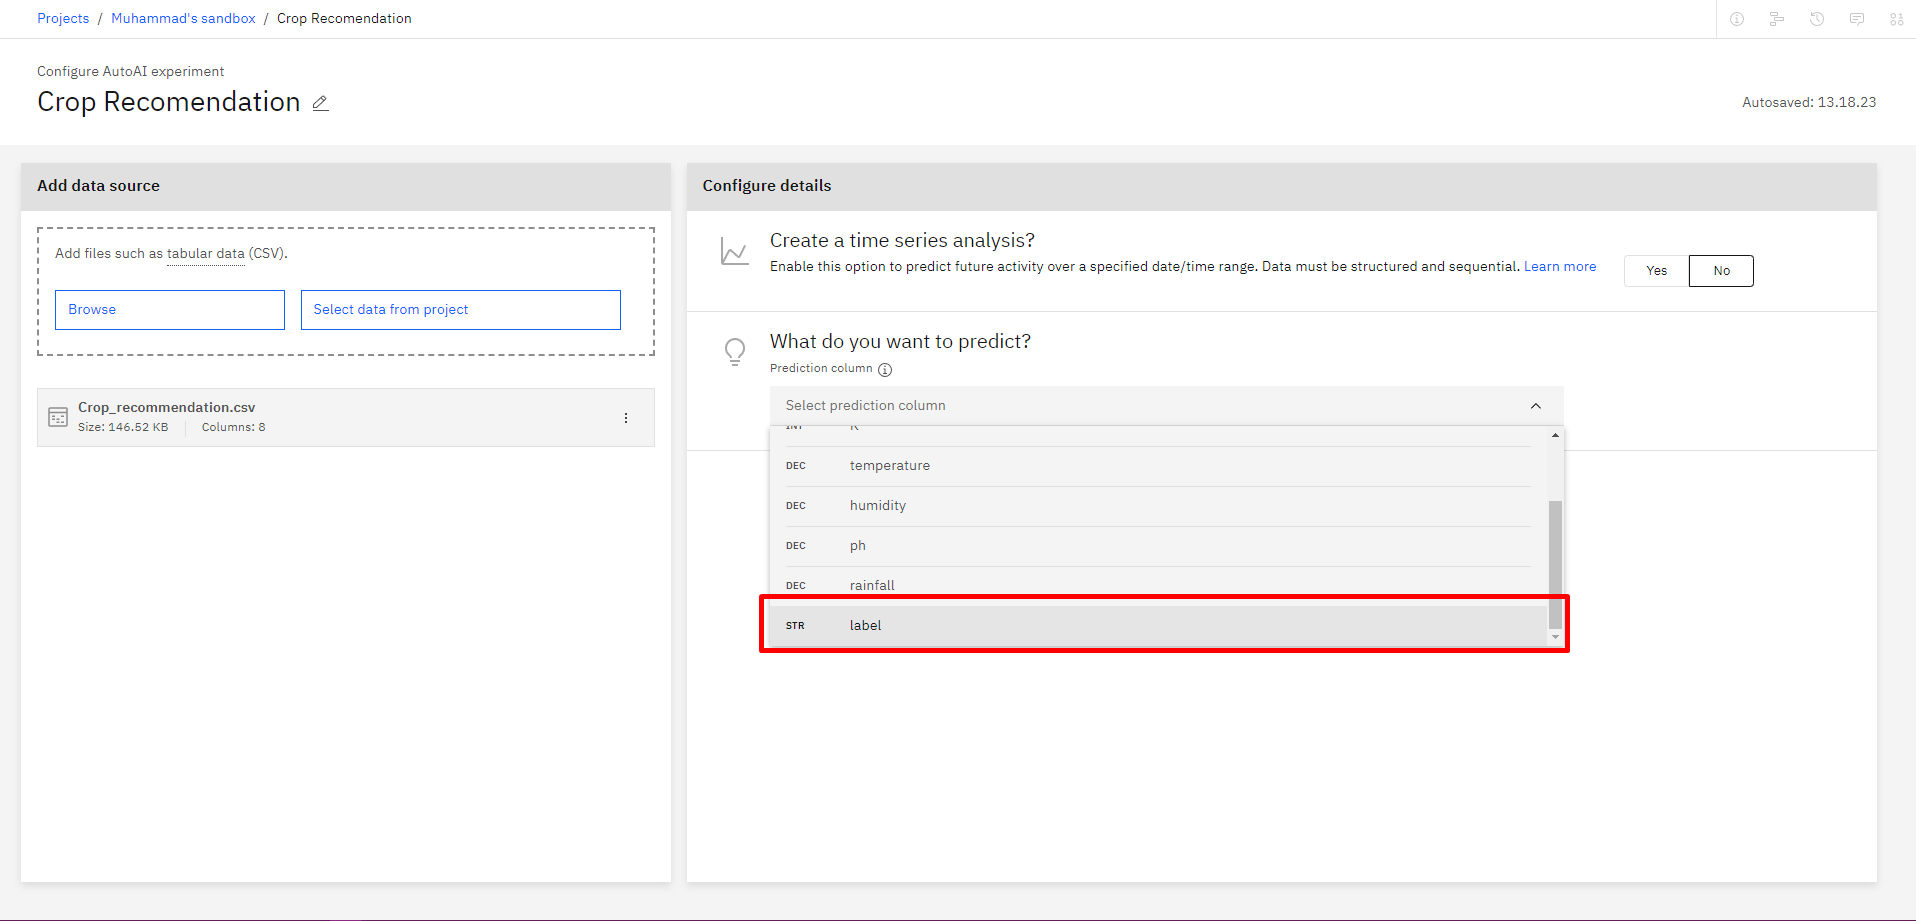 Projects / Muhammad's sandbox / Crop Recomendation
Configure AutoAI experiment
Crop Recomendation
Autosaved: 13.18.23
Add data source
Add files such as tabular data (CSV).
Browse
Select data from project
Crop_recommendation.csv
Size: 146.52 KB
Columns: 8
Configure details
Create a time series analysis?
Enable this option to predict future activity over a specified date/time range. Data must be structured and sequential. Learn more
Yes
No
What do you want to predict?
Prediction column
Select prediction column
INT K
DEC temperature
DEC humidity
DEC ph
DEC rainfall
STR label